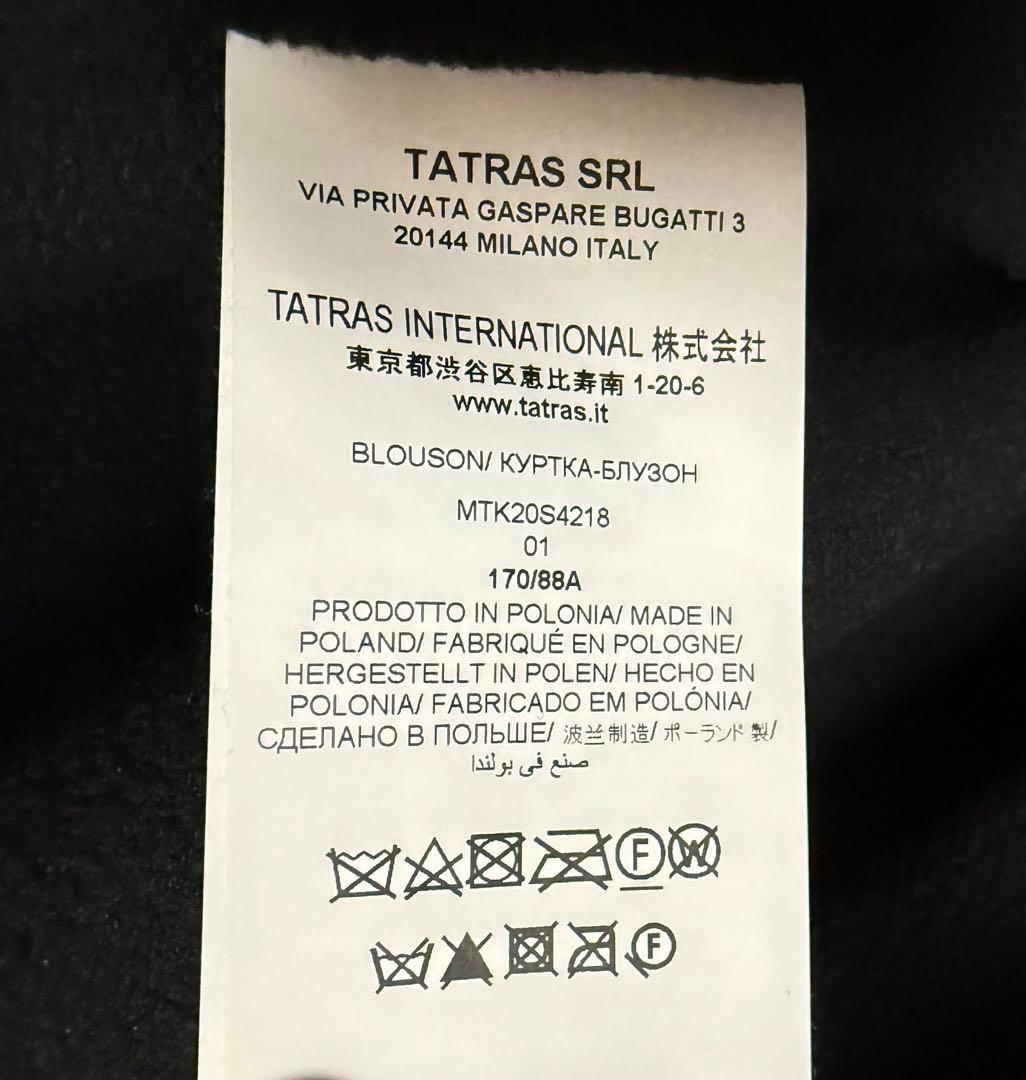 TATRAS SRL
VIA PRIVATA GASPARE BUGATTI 3
20144 MILANO ITALY
TATRAS INTERNATIONAL 株式会社
東京都渋谷区恵比寿南 1-20-6
www.tatras.it
BLOUSON/ КУРТКА-БЛУЗОН
MTK20S4218
01
170/88A
PRODOTTO IN POLONIA/ MADE IN
POLAND/ FABRIQUÉ EN POLOGNE/
HERGESTELLT IN POLEN/ HECHO EN
POLONIA/ FABRICADO EM POLÓNIA/
СДЕЛАНО В ПОЛЬШЕ/ 波兰制造/ ポーランド 製/
صنع في بولندا
F W
F